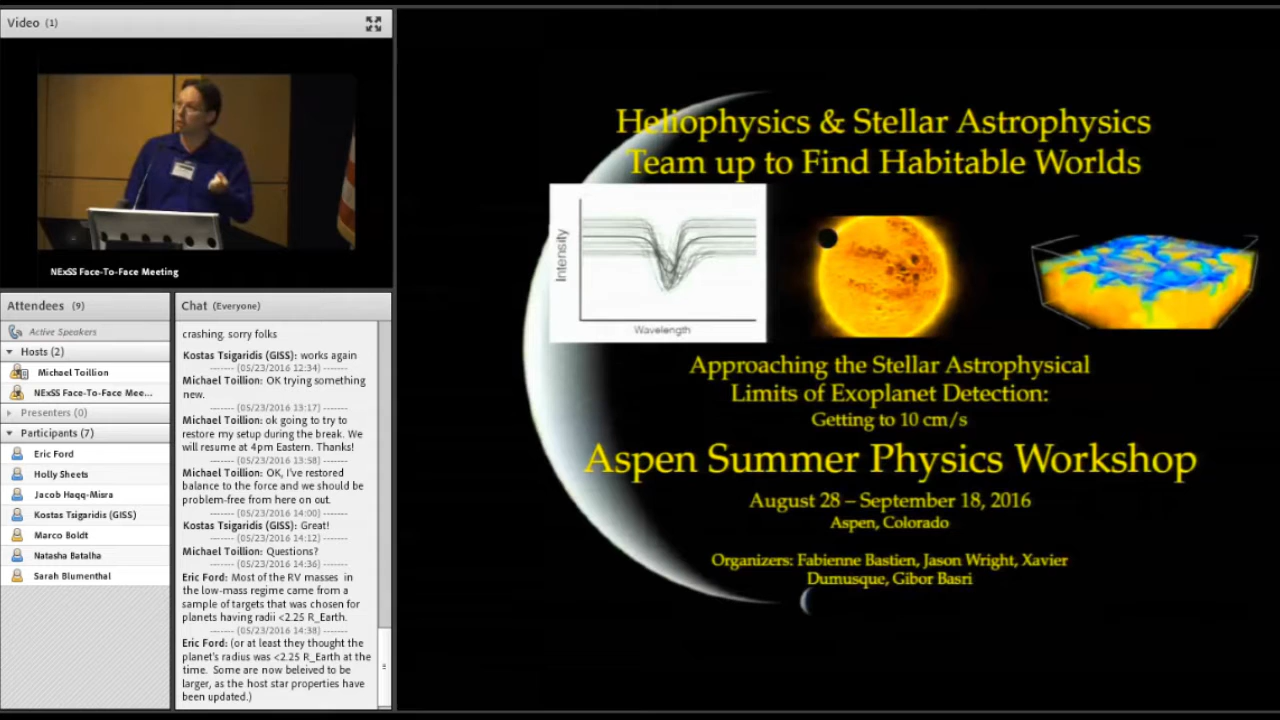 Video (1)
NExSS Face-To-Face Meeting
Attendees (9)
Active Speakers
Hosts (2)
Michael Toillion
NExSS Face-To-Face Mee...
Presenters (0)
Participants (7)
Eric Ford
Holly Sheets
Jacob Haqq-Misra
Kostas Tsigaridis (GISS)
Marco Boldt
Natasha Batalha
Sarah Blumenthal
Chat (Everyone)
crashing. sorry folks
Kostas Tsigaridis (GISS): works again
------- (05/23/2016 12:34) -------
Michael Toillion: OK trying something
new.
------- (05/23/2016 13:17) -------
Michael Toillion: ok going to try to
restore my setup during the break. We
will resume at 4pm Eastern. Thanks!
------- (05/23/2016 13:58) -------
Michael Toillion: OK, I've restored
balance to the force and we should be
problem-free from here on out.
------- (05/23/2016 14:00) -------
Kostas Tsigaridis (GISS): Great!
------- (05/23/2016 14:12) -------
Michael Toillion: Questions?
------- (05/23/2016 14:36) -------
Eric Ford: Most of the RV masses in
the low-mass regime came from a
sample of targets that was chosen for
planets having radii <2.25 R_Earth.
------- (05/23/2016 14:38) -------
Eric Ford: (or at least they thought the
planet's radius was <2.25 R_Earth at the
time. Some are now beleived to be
larger, as the host star properties have
been updated.)
Heliophysics & Stellar Astrophysics
Team up to Find Habitable Worlds
Intensity
Wavelength
Approaching the Stellar Astrophysical
Limits of Exoplanet Detection:
Getting to 10 cm/s
Aspen Summer Physics Workshop
August 28 – September 18, 2016
Aspen, Colorado
Organizers: Fabienne Bastien, Jason Wright, Xavier
Dumusque, Gibor Basri